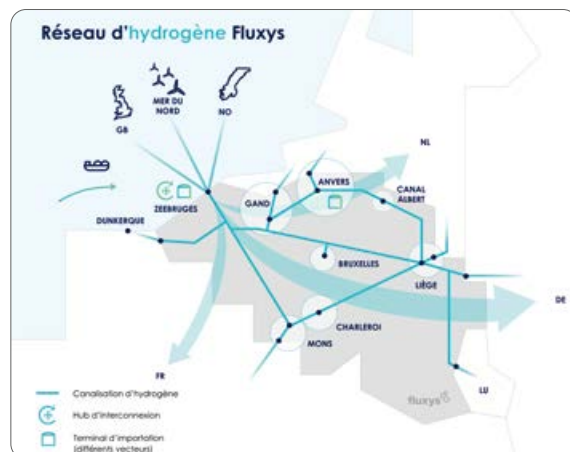 Réseau d'hydrogène Fluxys
GB
MER DU
NORD
NO
NL
ZEEBRUGES
GAND
ANVERS
CANAL
ALBERT
DUNKERQUE
BRUXELLES
LIÈGE
DE
CHARLEROI
MONS
FR
LU
fluxys
Canalisation d'hydrogène
Hub d'interconnexion
Terminal d'importation
(différents vecteurs)